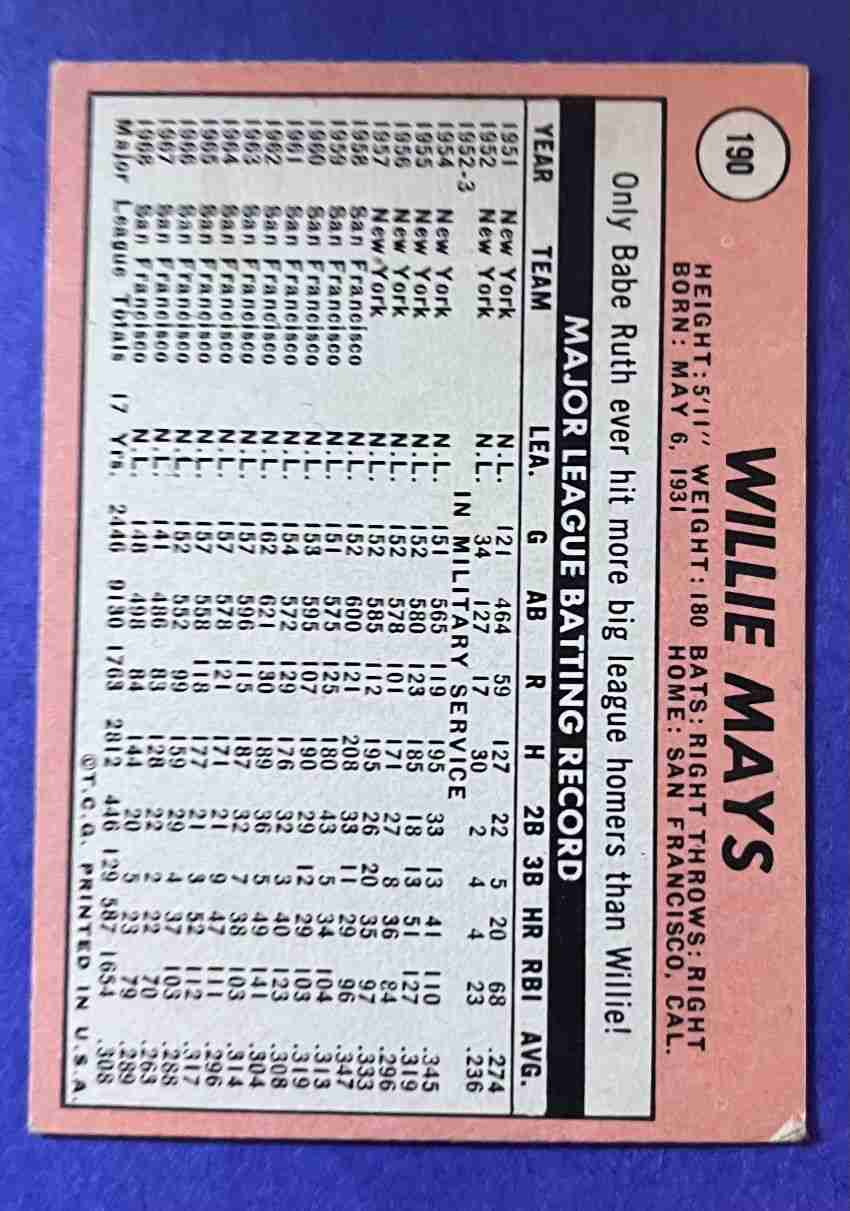 190
WILLIE MAYS
HEIGHT: 5'11" WEIGHT: 180 BATS: RIGHT THROWS: RIGHT
BORN: MAY 6, 1931 HOME: SAN FRANCISCO, CAL.
Only Babe Ruth ever hit more big league homers than Willie!
MAJOR LEAGUE BATTING RECORD
YEAR TEAM LEA. G AB R H 2B 3B HR RBI AVG.
1951 New York N.L. 121 464 59 127 22 5 20 68 .274
1952 New York N.L. 34 127 17 30 2 4 4 23 .236
1952-3 IN MILITARY SERVICE
1954 New York N.L. 151 565 119 195 33 13 41 110 .345
1955 New York N.L. 152 580 123 185 18 13 51 127 .319
1956 New York N.L. 152 578 101 171 27 8 36 84 .296
1957 New York N.L. 152 585 112 195 26 20 35 97 .333
1958 San Francisco N.L. 152 600 121 208 33 11 29 96 .347
1959 San Francisco N.L. 151 575 125 180 43 5 34 104 .313
1960 San Francisco N.L. 153 595 107 190 29 12 29 103 .319
1961 San Francisco N.L. 154 572 129 176 32 3 40 123 .308
1962 San Francisco N.L. 162 621 130 189 36 5 49 141 .304
1963 San Francisco N.L. 157 596 115 187 32 7 38 103 .314
1964 San Francisco N.L. 157 578 121 171 21 9 47 111 .296
1965 San Francisco N.L. 157 558 118 177 21 3 52 112 .317
1966 San Francisco N.L. 152 552 99 159 29 4 37 103 .288
1967 San Francisco N.L. 141 486 83 128 22 2 22 70 .263
1968 San Francisco N.L. 148 498 84 144 20 5 23 79 .289
Major League Totals 17 Yrs. 2446 9130 1763 2812 446 129 587 1654 .308
©T.C.G. PRINTED IN U.S.A.